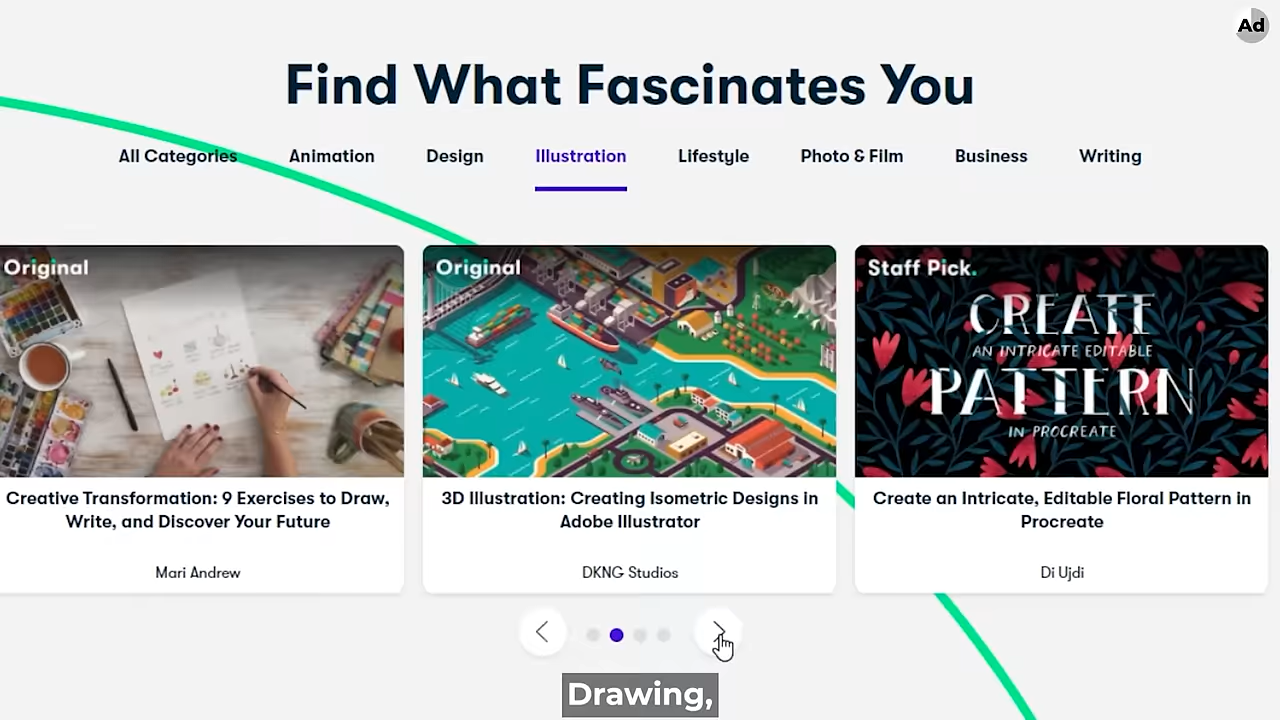 Ad
Find What Fascinates You
All Categories Animation Design Illustration Lifestyle Photo & Film Business Writing
Original
Original
Staff Pick.
CREATE
AN INTRICATE EDITABLE
PATTERN
IN PROCREATE
Creative Transformation: 9 Exercises to Draw,
Write, and Discover Your Future
Mari Andrew
3D Illustration: Creating Isometric Designs in
Adobe Illustrator
DKNG Studios
Create an Intricate, Editable Floral Pattern in
Procreate
Di Ujdi
Drawing,